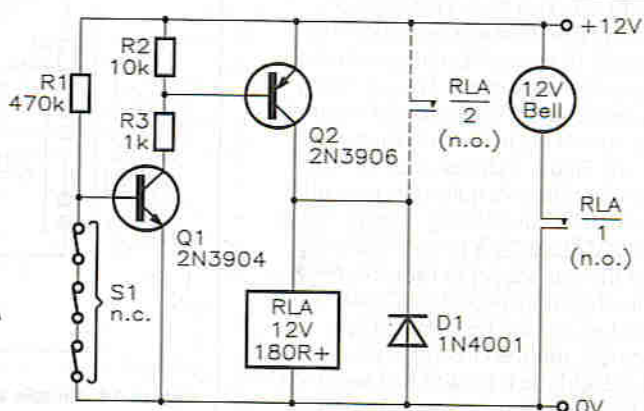 +12V
R1
470k
R2
10k
R3
1k
Q1
2N3904
Q2
2N3906
RLA
2
(n.o.)
12V
Bell
RLA
1
(n.o.)
S1
n.c.
RLA
12V
180R+
D1
1N4001
0V